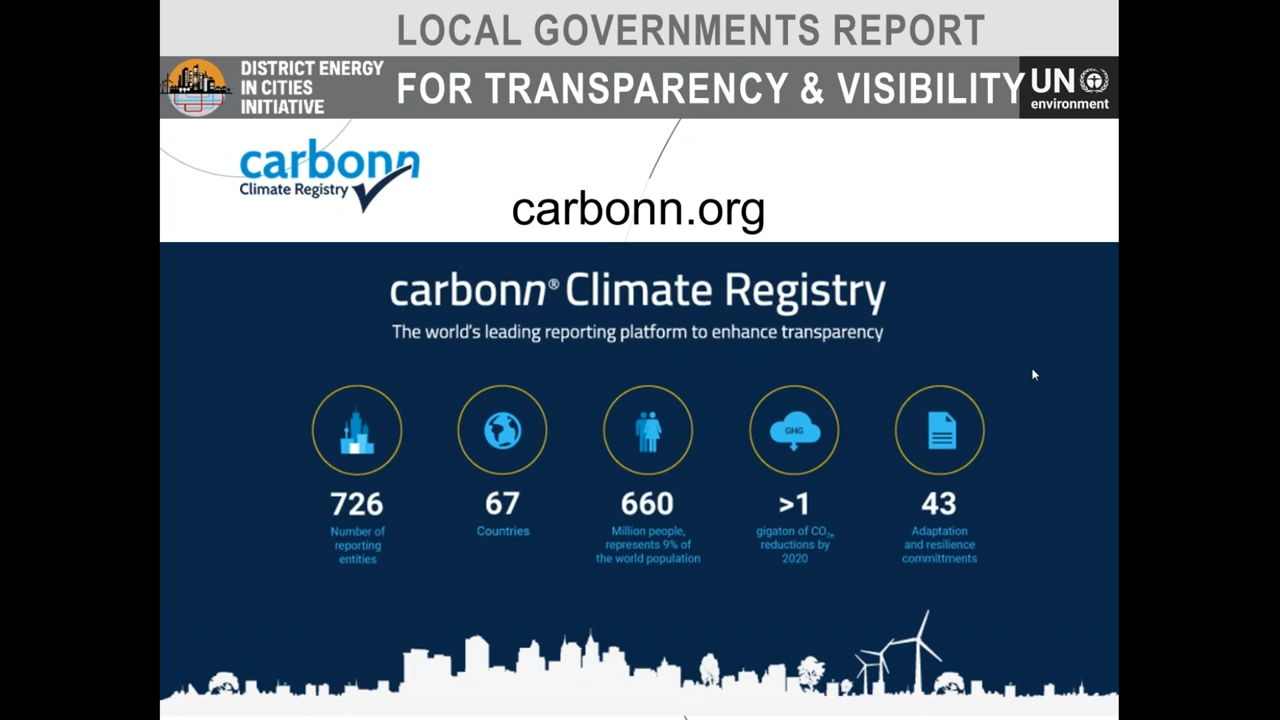 LOCAL GOVERNMENTS REPORT
DISTRICT ENERGY
IN CITIES
INITIATIVE
FOR TRANSPARENCY & VISIBILITY
UN
environment
carbonn
Climate Registry
carbonn.org
carbonn® Climate Registry
The world's leading reporting platform to enhance transparency
GHG
726
Number of
reporting
entities
67
Countries
660
Million people,
represents 9% of
the world population
>1
gigaton of CO₂ₑ
reductions by
2020
43
Adaptation
and resilience
committments